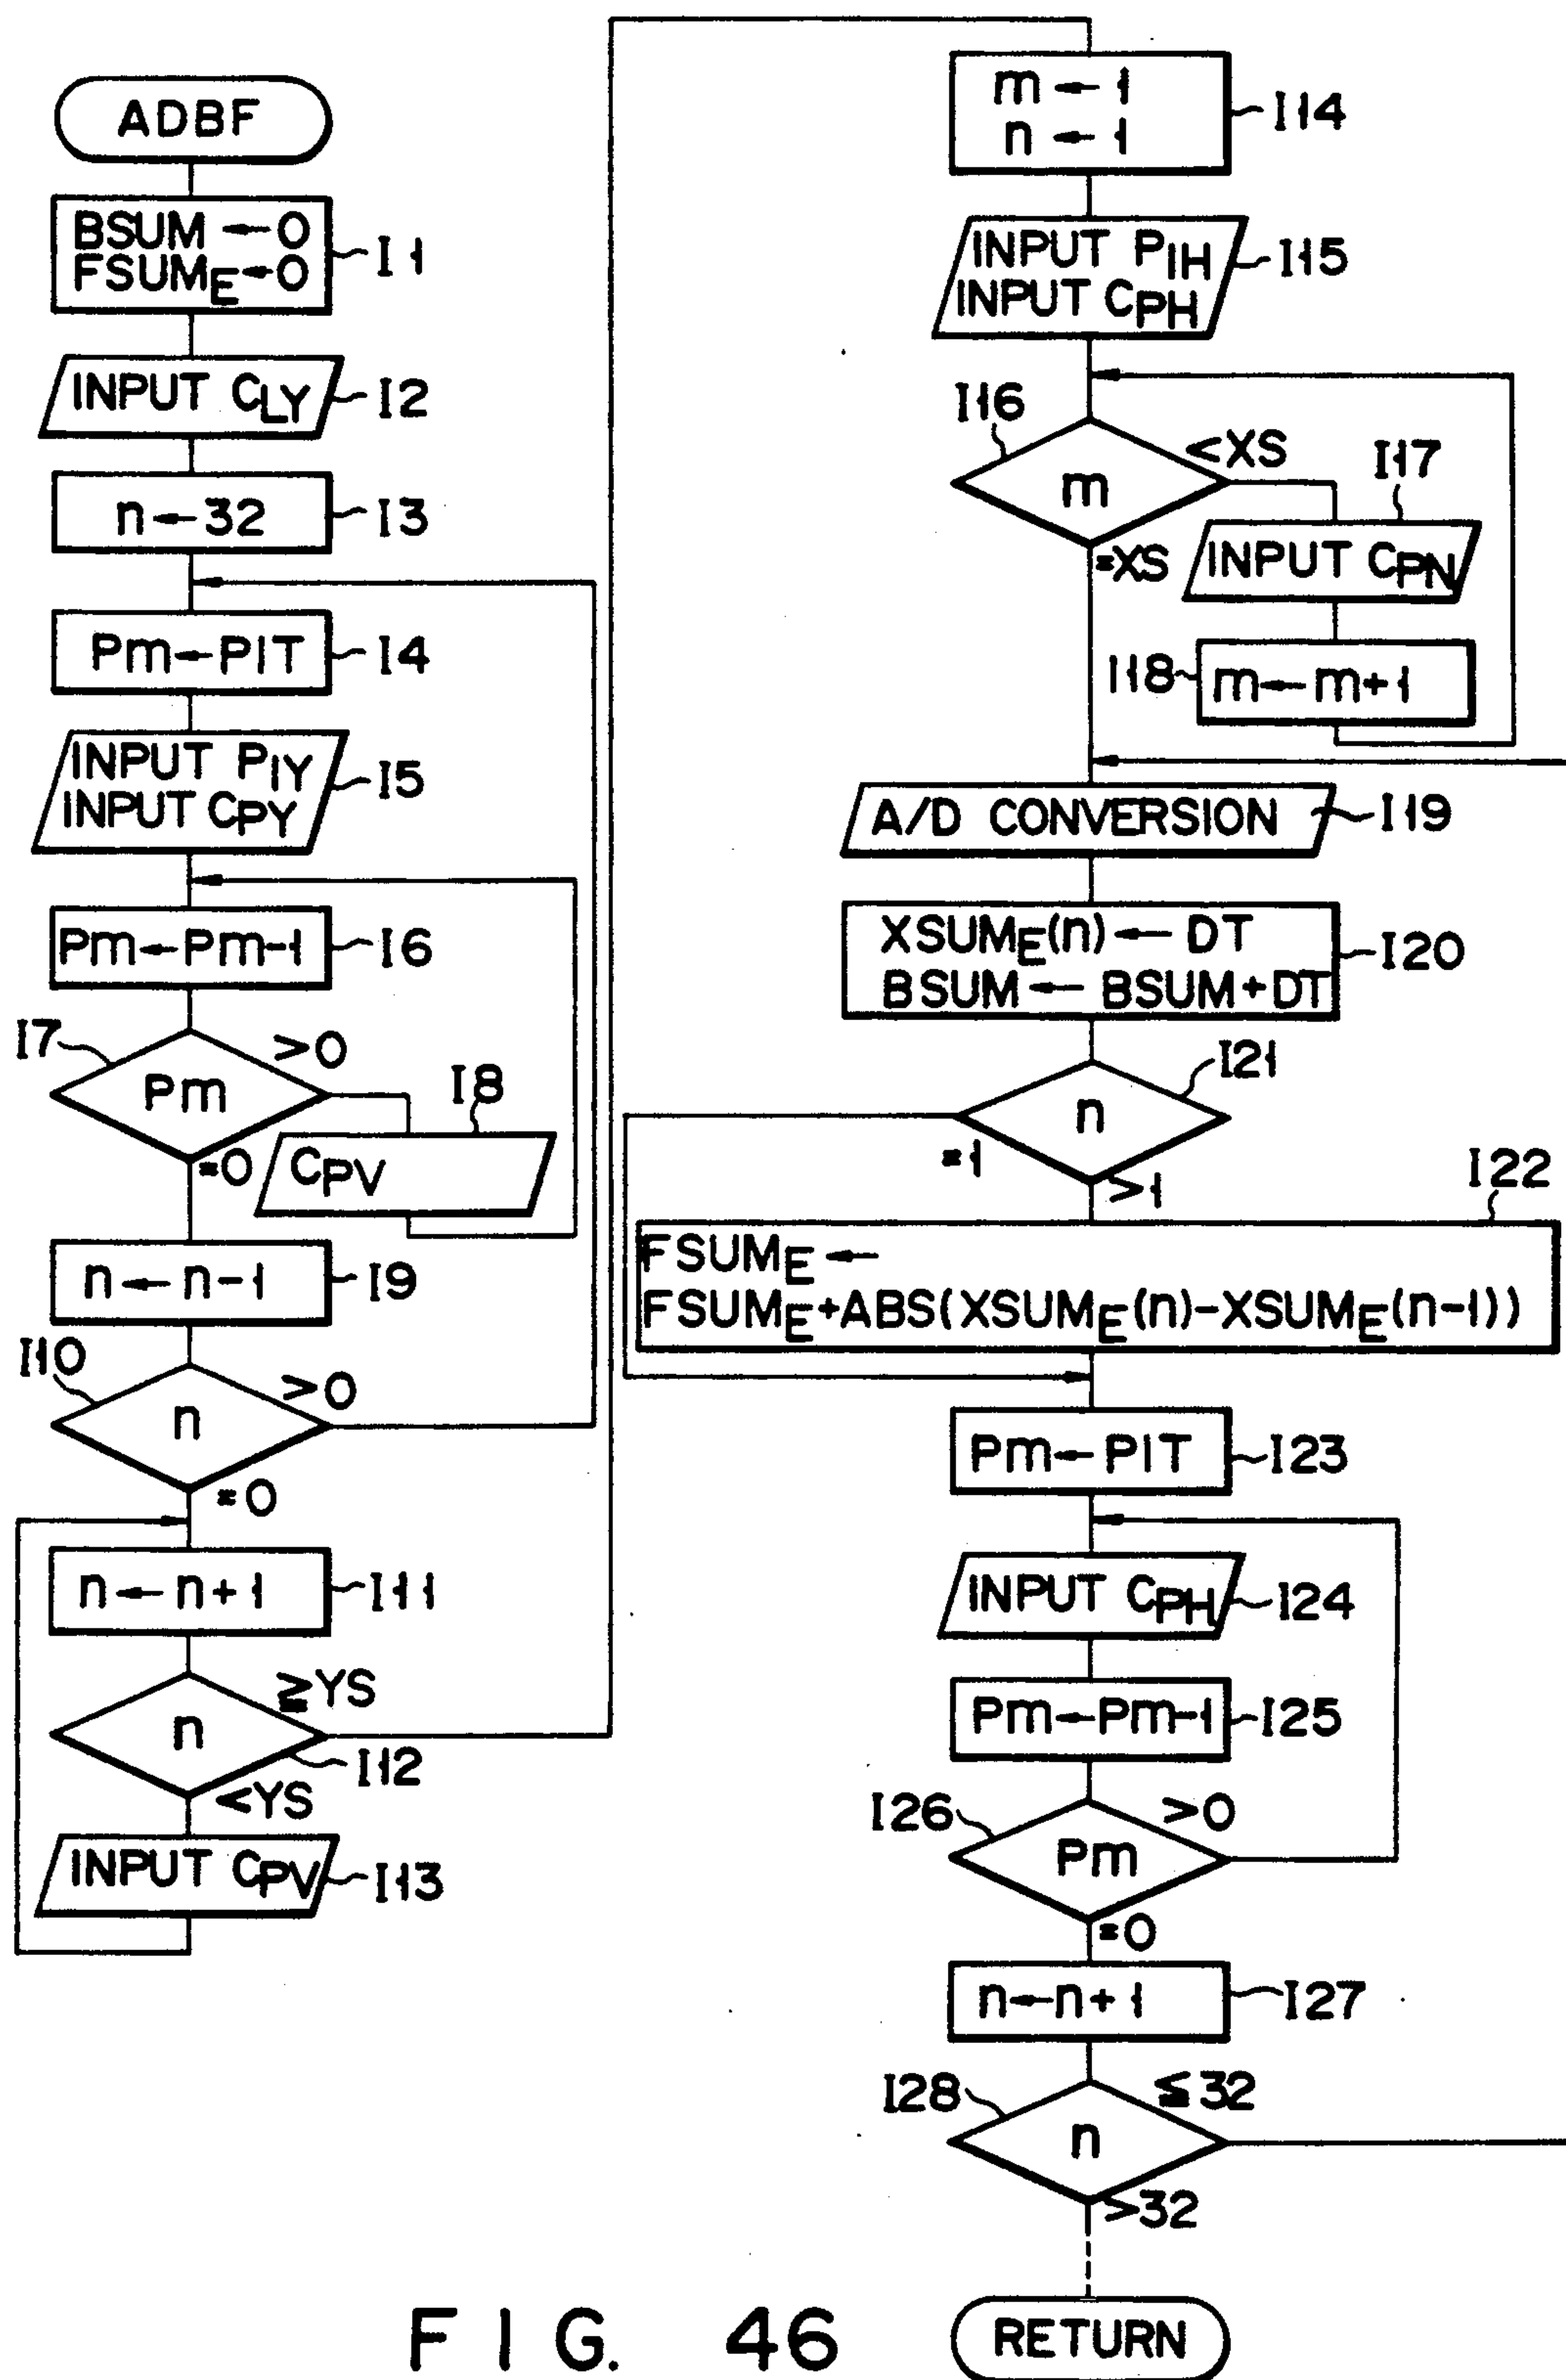 ADBF
BSUM ← 0
FSUME ← 0
I1
INPUT CLY
I2
n ← 32
I3
Pm ← PIT
I4
INPUT PIY
INPUT CPY
I5
Pm ← Pm-1
I6
I7
>0
Pm
=0
I8
CPV
n ← n-1
I9
I10
>0
n
=0
n ← n+1
I11
≧YS
n
I12
<YS
INPUT CPV
I13
m ← 1
n ← 1
I14
INPUT PIH
INPUT CPH
I15
I16
<XS
m
=XS
I17
INPUT CPN
I18
m ← m+1
A/D CONVERSION
I19
XSUME(n) ← DT
BSUM ← BSUM+DT
I20
I21
n
=1
>1
I22
FSUME ←
FSUME+ABS(XSUME(n)-XSUME(n-1))
Pm ← PIT
I23
INPUT CPH
I24
Pm ← Pm-1
I25
I26
>0
Pm
=0
n ← n+1
I27
I28
≦32
n
>32
RETURN
FIG. 46